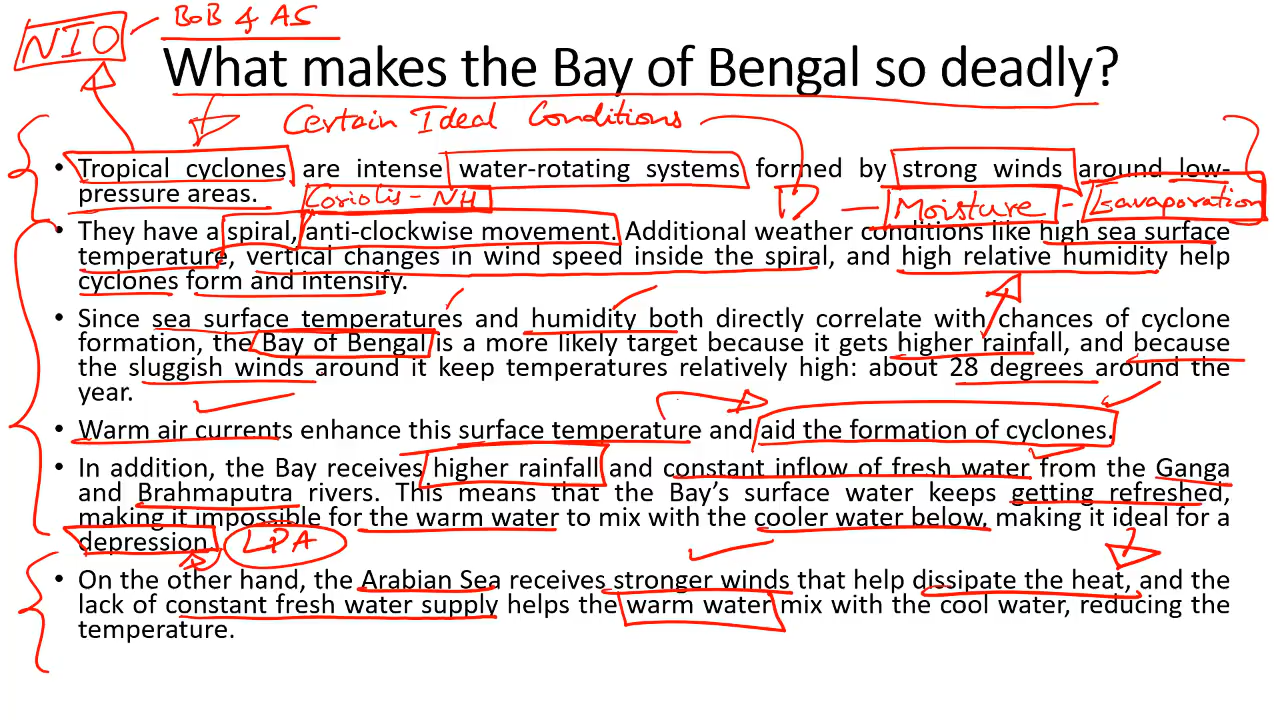 BoB & AS
NIO
What makes the Bay of Bengal so deadly?
Certain Ideal Conditions
• Tropical cyclones are intense water-rotating systems formed by strong winds around low-
pressure areas.
Coriolis - NH
— Moisture - Evaporation
• They have a spiral, anti-clockwise movement. Additional weather conditions like high sea surface
temperature, vertical changes in wind speed inside the spiral, and high relative humidity help
cyclones form and intensify.
• Since sea surface temperatures and humidity both directly correlate with chances of cyclone
formation, the Bay of Bengal is a more likely target because it gets higher rainfall, and because
the sluggish winds around it keep temperatures relatively high: about 28 degrees around the
year.
• Warm air currents enhance this surface temperature and aid the formation of cyclones.
• In addition, the Bay receives higher rainfall and constant inflow of fresh water from the Ganga
and Brahmaputra rivers. This means that the Bay’s surface water keeps getting refreshed,
making it impossible for the warm water to mix with the cooler water below, making it ideal for a
depression.
LPA
• On the other hand, the Arabian Sea receives stronger winds that help dissipate the heat, and the
lack of constant fresh water supply helps the warm water mix with the cool water, reducing the
temperature.